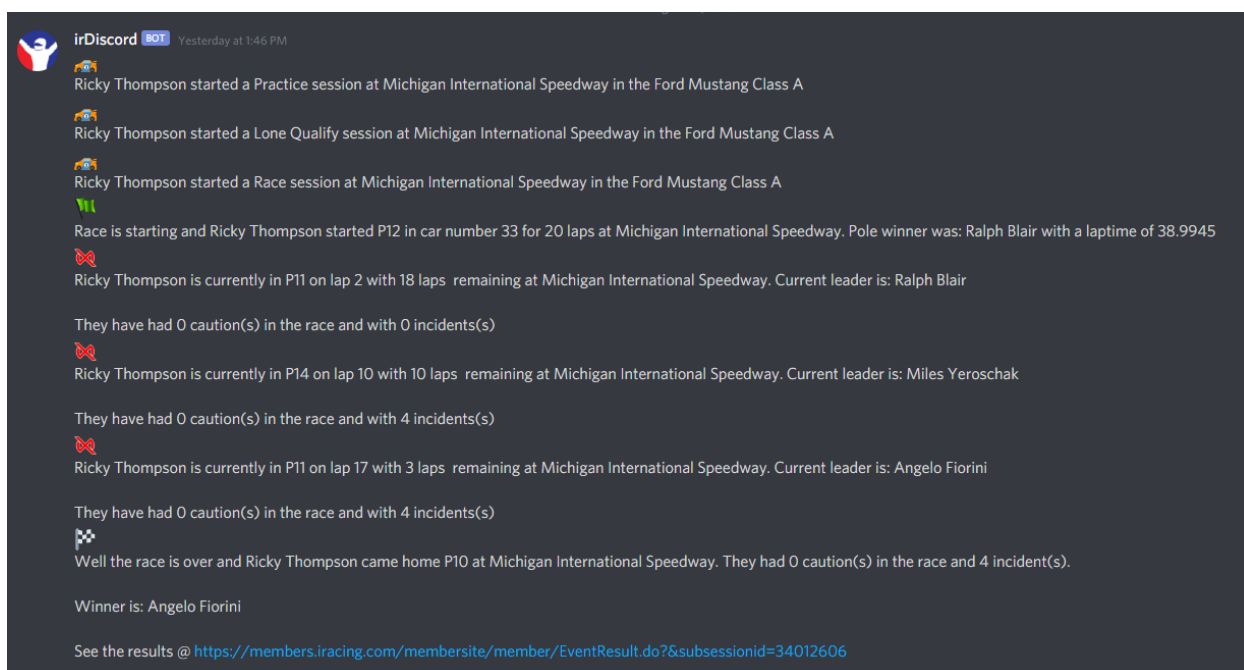 irDiscord BOT Yesterday at 1:46 PM
Ricky Thompson started a Practice session at Michigan International Speedway in the Ford Mustang Class A
Ricky Thompson started a Lone Qualify session at Michigan International Speedway in the Ford Mustang Class A
Ricky Thompson started a Race session at Michigan International Speedway in the Ford Mustang Class A
Race is starting and Ricky Thompson started P12 in car number 33 for 20 laps at Michigan International Speedway. Pole winner was: Ralph Blair with a laptime of 38.9945
Ricky Thompson is currently in P11 on lap 2 with 18 laps  remaining at Michigan International Speedway. Current leader is: Ralph Blair
They have had 0 caution(s) in the race and with 0 incidents(s)
Ricky Thompson is currently in P14 on lap 10 with 10 laps  remaining at Michigan International Speedway. Current leader is: Miles Yeroschak
They have had 0 caution(s) in the race and with 4 incidents(s)
Ricky Thompson is currently in P11 on lap 17 with 3 laps  remaining at Michigan International Speedway. Current leader is: Angelo Fiorini
They have had 0 caution(s) in the race and with 4 incidents(s)
Well the race is over and Ricky Thompson came home P10 at Michigan International Speedway. They had 0 caution(s) in the race and 4 incident(s).
Winner is: Angelo Fiorini
See the results @ https://members.iracing.com/membersite/member/EventResult.do?&subsessionid=34012606